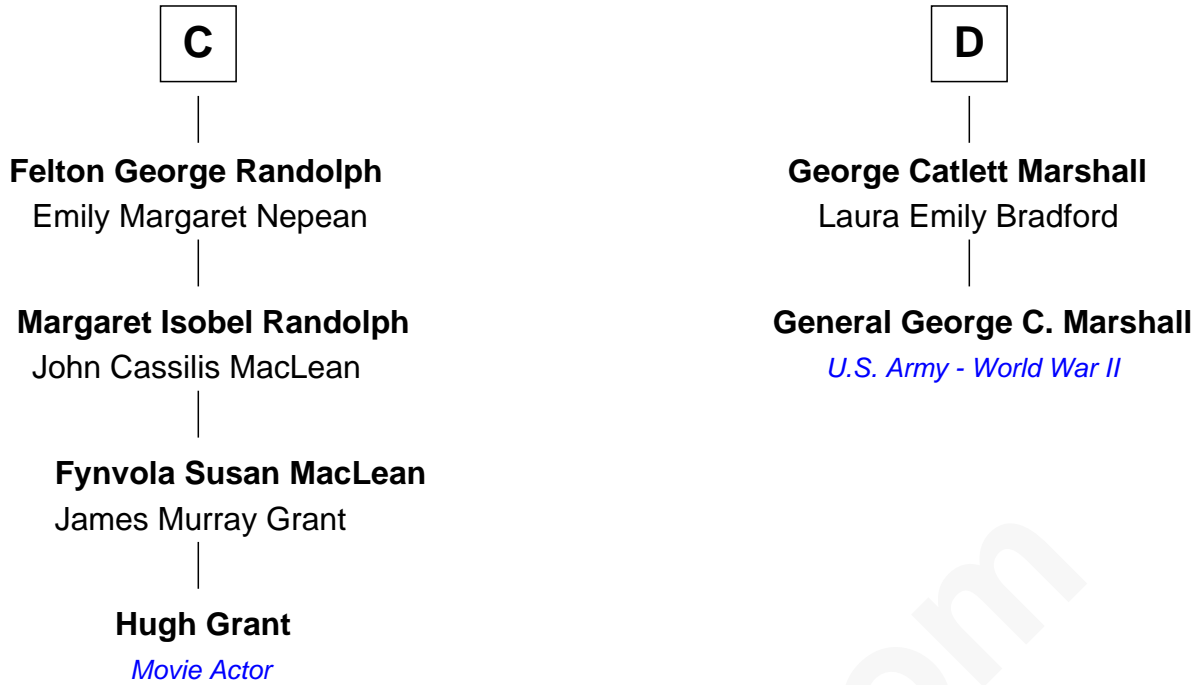 C
Felton George Randolph
Emily Margaret Nepean
Margaret Isobel Randolph
John Cassilis MacLean
Fynvola Susan MacLean
James Murray Grant
Hugh Grant
Movie Actor
D
George Catlett Marshall
Laura Emily Bradford
General George C. Marshall
U.S. Army - World War II
om